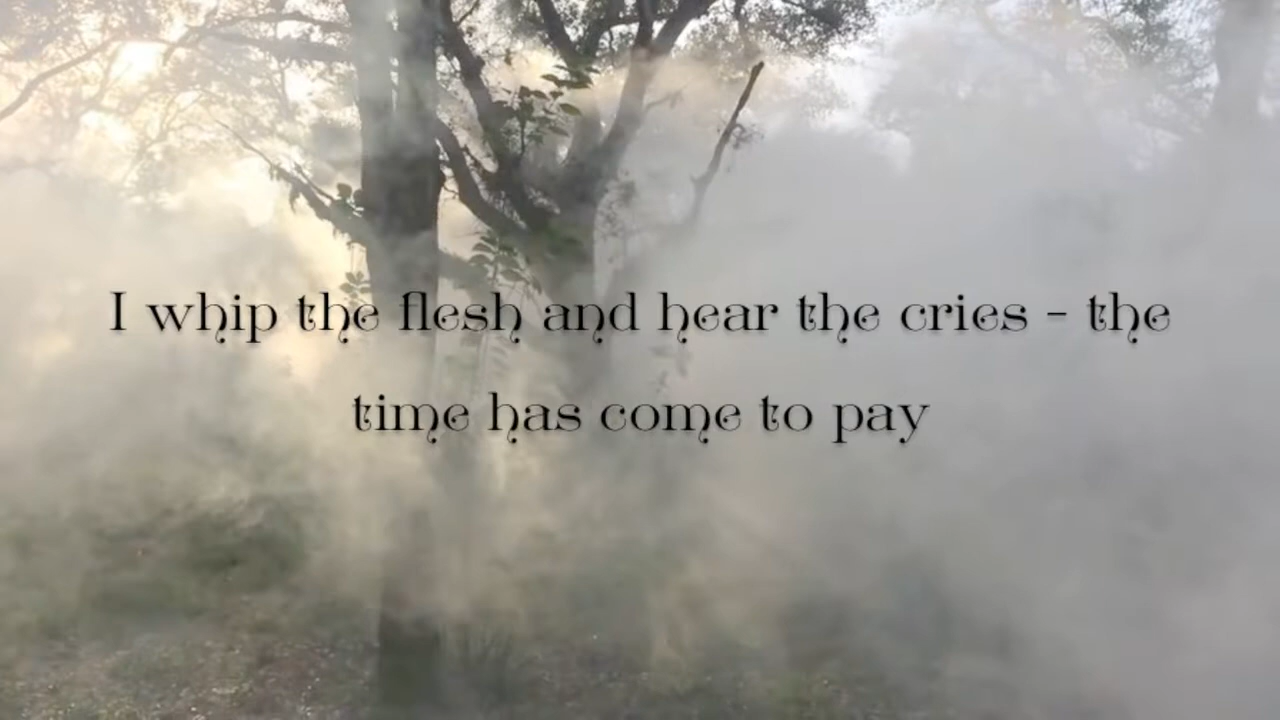 I whip the flesh and hear the cries - the
time has come to pay